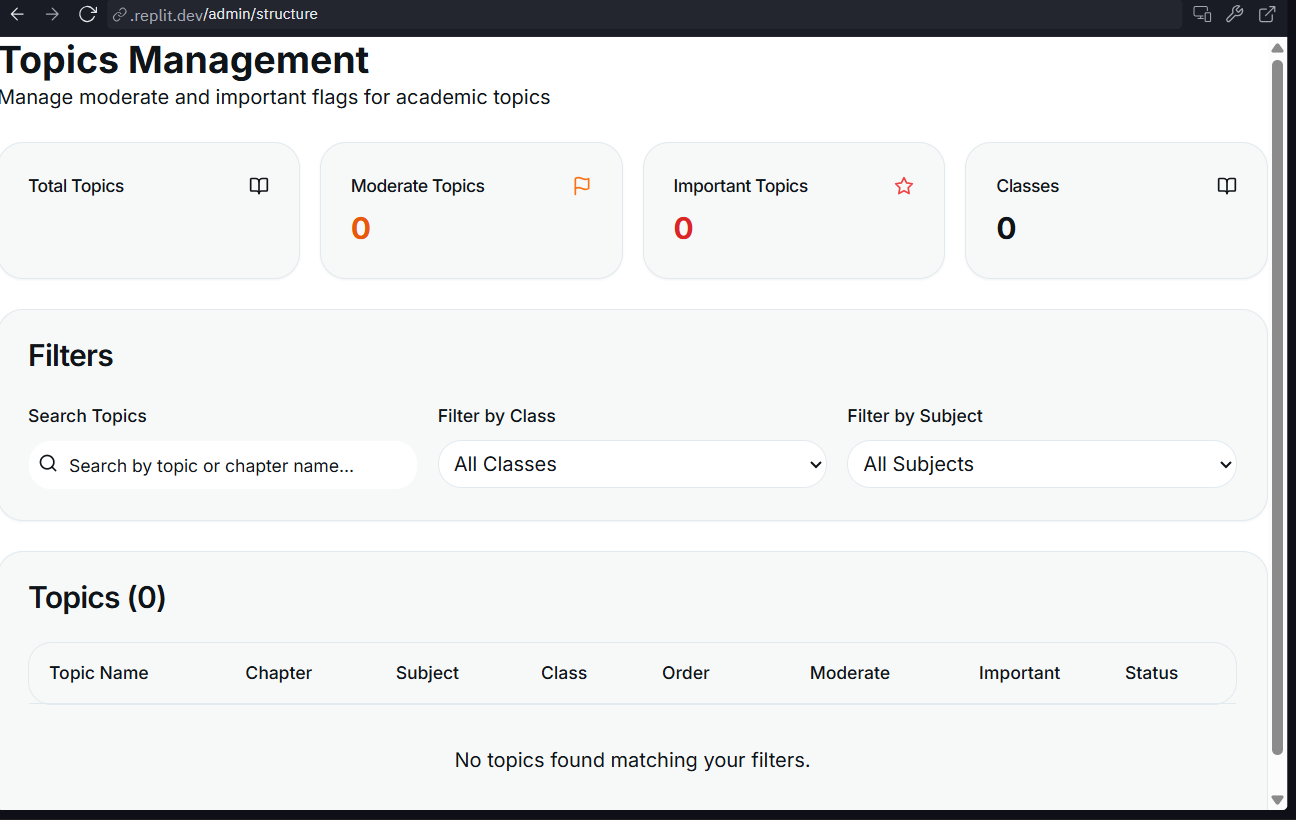 .replit.dev/admin/structure
Topics Management
Manage moderate and important flags for academic topics
Total Topics
Moderate Topics
0
Important Topics
0
Classes
0
Filters
Search Topics
Search by topic or chapter name...
Filter by Class
All Classes
Filter by Subject
All Subjects
Topics (0)
Topic Name Chapter Subject Class Order Moderate Important Status
No topics found matching your filters.